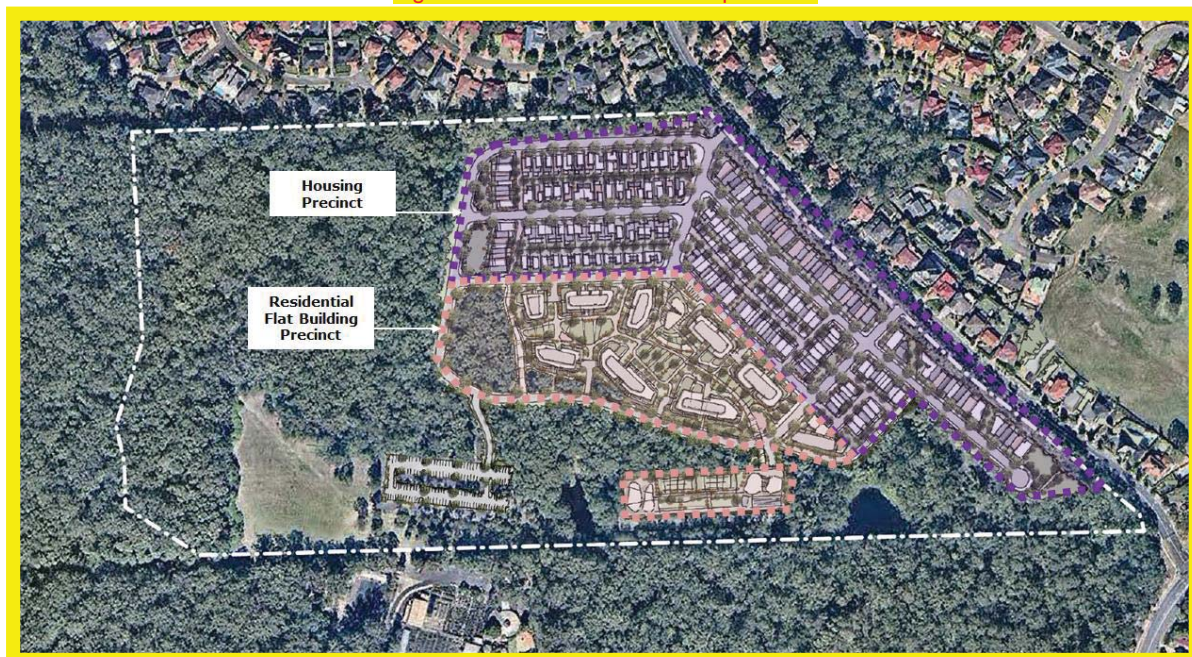 Housing
Precinct
Residential
Flat Building
Precinct